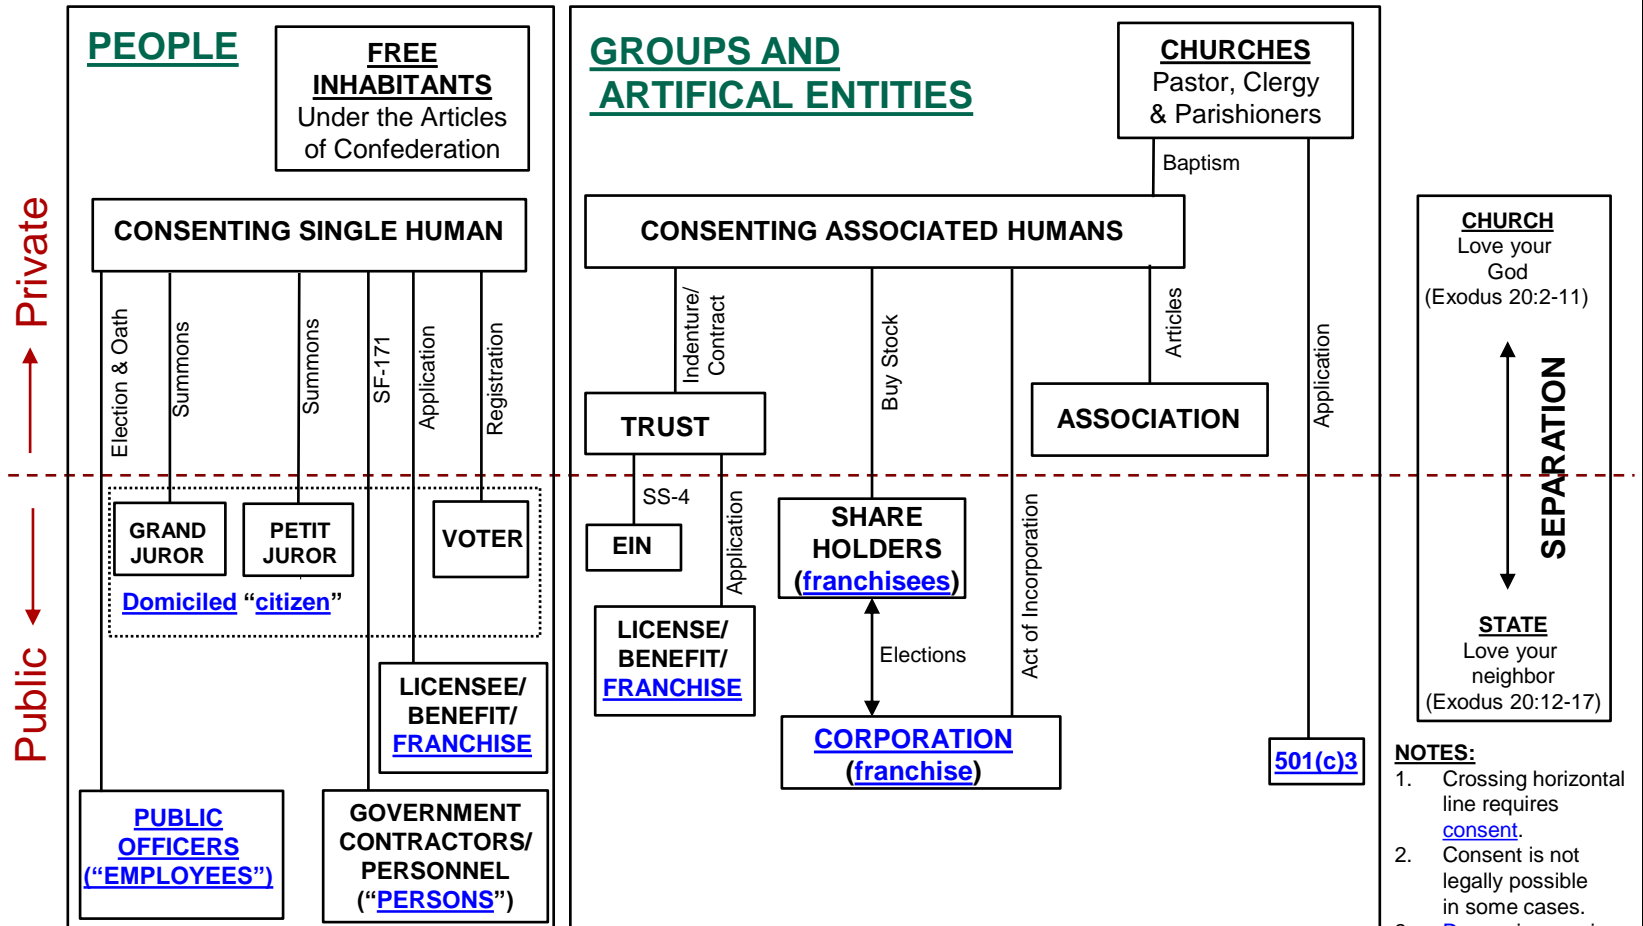 PEOPLE
FREE
INHABITANTS
Under the Articles
of Confederation
CONSENTING SINGLE HUMAN
Election & Oath
Summons
Summons
SF-171
Application
Registration
GRAND
JUROR
PETIT
JUROR
VOTER
Domiciled “citizen”
LICENSEE/
BENEFIT/
FRANCHISE
PUBLIC
OFFICERS
(“EMPLOYEES”)
GOVERNMENT
CONTRACTORS/
PERSONNEL
(“PERSONS”)
GROUPS AND
ARTIFICAL ENTITIES
CHURCHES
Pastor, Clergy
& Parishioners
Baptism
CONSENTING ASSOCIATED HUMANS
Indenture/
Contract
Buy Stock
Articles
Application
TRUST
ASSOCIATION
SS-4
Application
EIN
SHARE
HOLDERS
(franchisees)
Act of Incorporation
LICENSE/
BENEFIT/
FRANCHISE
Elections
CORPORATION
(franchise)
501(c)3
Private
Public
CHURCH
Love your
God
(Exodus 20:2-11)
SEPARATION
STATE
Love your
neighbor
(Exodus 20:12-17)
NOTES:
1. Crossing horizontal
line requires
consent.
2. Consent is not
legally possible
in some cases.